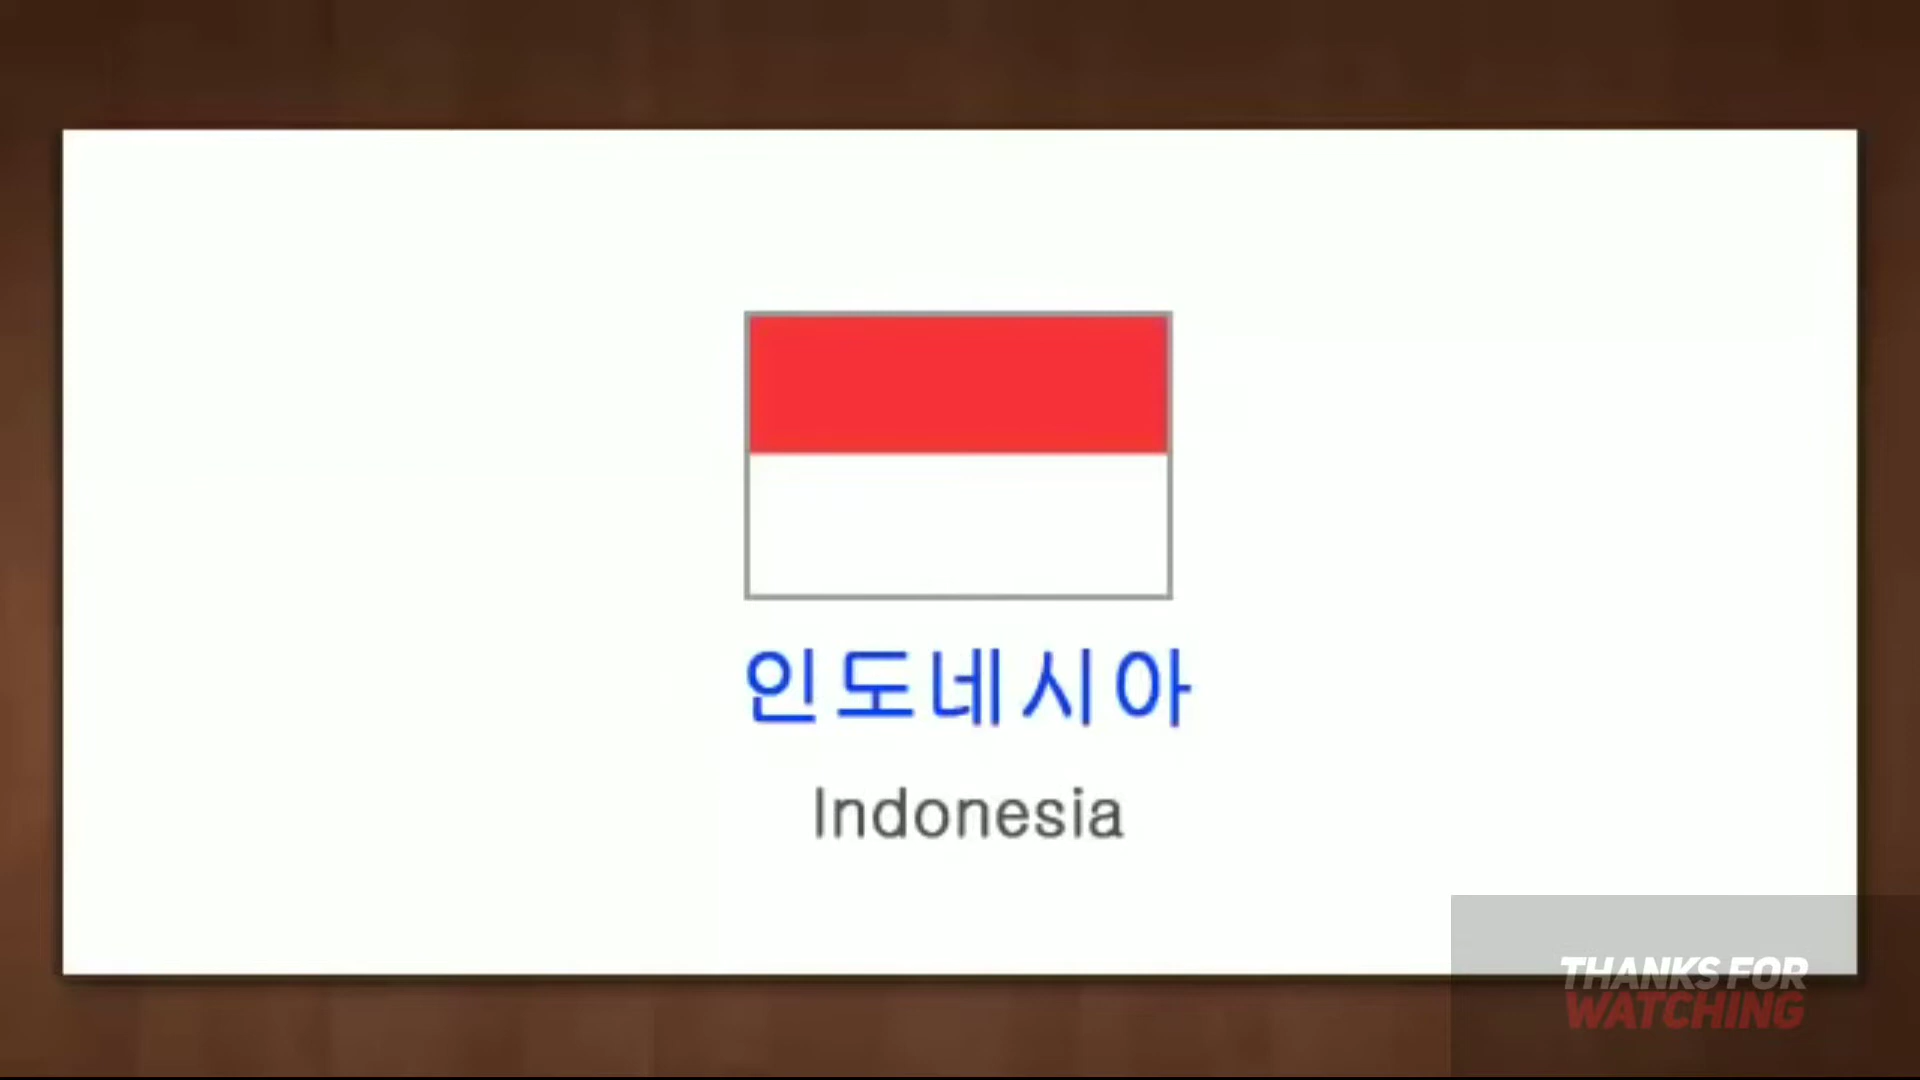 인도네시아
Indonesia
THANKS FOR
WATCHING